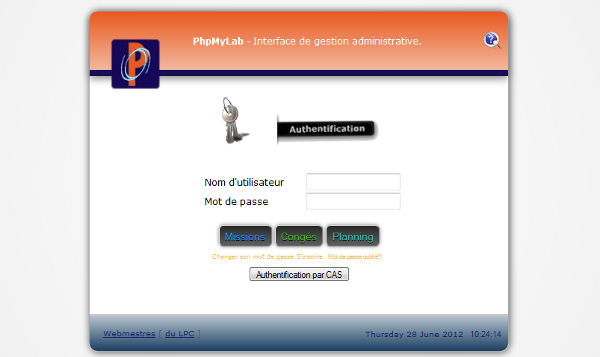 PhpMyLab - Interface de gestion administrative.
Authentification
Nom d'utilisateur
Mot de passe
Missions Congés Planning
Changer son mot de passe S'inscrire Mot de passe oublié?
Authentification par CAS
Webmestres [ du LPC ] Thursday 28 June 2012 10:24:14